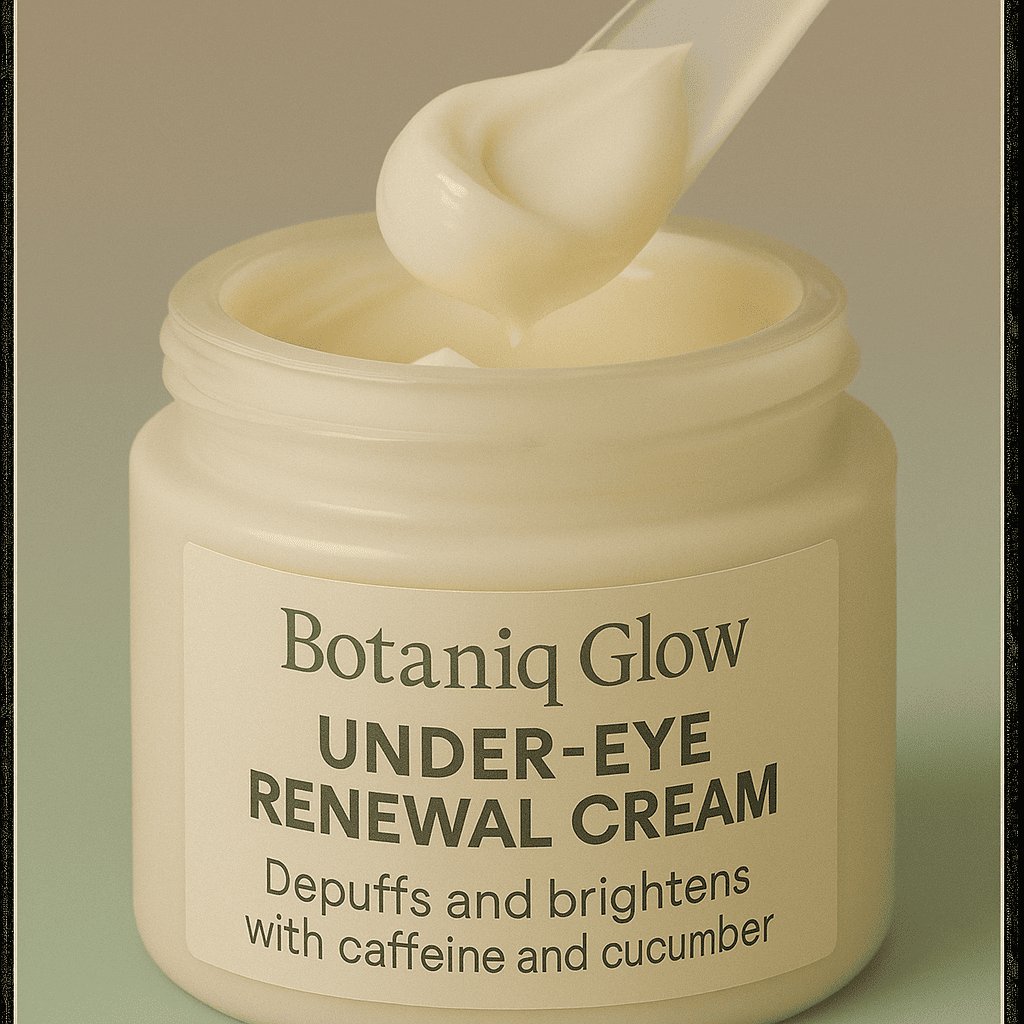 Botaniq Glow
UNDER-EYE
RENEWAL CREAM
Depuffs and brightens
with caffeine and cucumber